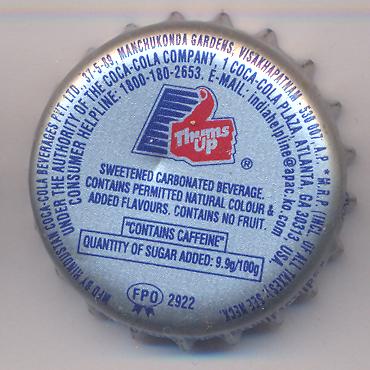 MFD BY HINDUSTAN COCA-COLA BEVERAGES PVT. LTD., 37-5-89, MANCHUKONDA GARDENS, VISAKHAPATNAM - 530 007, A.P. * M.R.P. (INCL. OF ALL TAXES): SEE NECK.
UNDER THE AUTHORITY OF THE COCA-COLA COMPANY, 1 COCA-COLA PLAZA, ATLANTA, GA 30313, USA.
CONSUMER HELPLINE: 1800-180-2653. E-MAIL: indiahelpline@apac.ko.com
Thums
Up
®
SWEETENED CARBONATED BEVERAGE.
CONTAINS PERMITTED NATURAL COLOUR &
ADDED FLAVOURS. CONTAINS NO FRUIT.
"CONTAINS CAFFEINE"
QUANTITY OF SUGAR ADDED: 9.9g/100g
FPO 2922